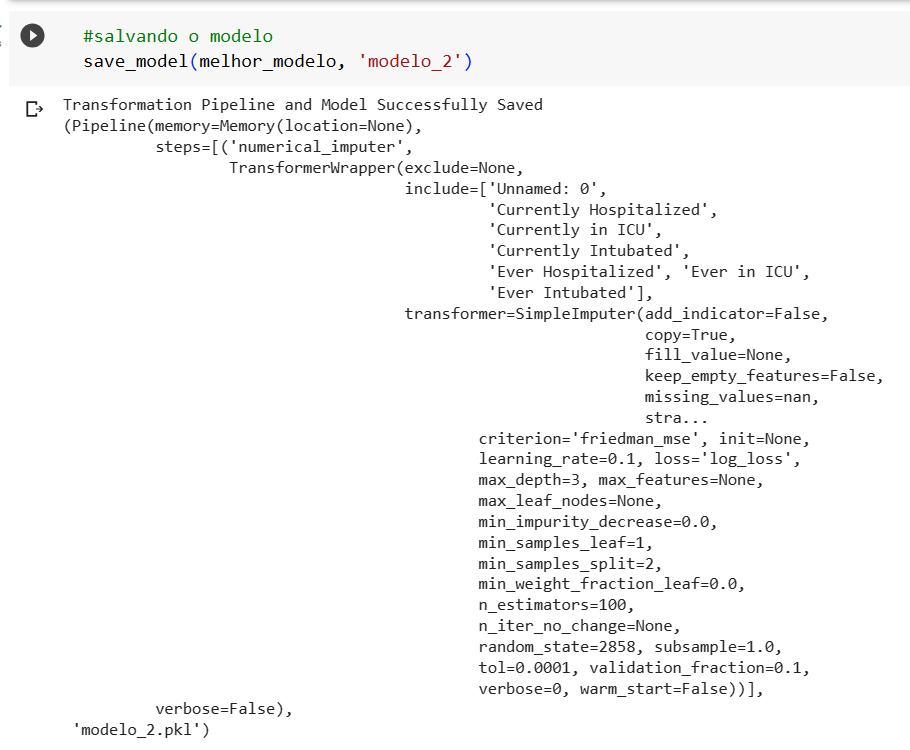 #salvando o modelo
save_model(melhor_modelo, 'modelo_2')
Transformation Pipeline and Model Successfully Saved
(Pipeline(memory=Memory(location=None),
         steps=[('numerical_imputer',
                 TransformerWrapper(exclude=None,
                                    include=['Unnamed: 0',
                                             'Currently Hospitalized',
                                             'Currently in ICU',
                                             'Currently Intubated',
                                             'Ever Hospitalized', 'Ever in ICU',
                                             'Ever Intubated'],
                                    transformer=SimpleImputer(add_indicator=False,
                                                              copy=True,
                                                              fill_value=None,
                                                              keep_empty_features=False,
                                                              missing_values=nan,
                                                              stra...
                                            criterion='friedman_mse', init=None,
                                            learning_rate=0.1, loss='log_loss',
                                            max_depth=3, max_features=None,
                                            max_leaf_nodes=None,
                                            min_impurity_decrease=0.0,
                                            min_samples_leaf=1,
                                            min_samples_split=2,
                                            min_weight_fraction_leaf=0.0,
                                            n_estimators=100,
                                            n_iter_no_change=None,
                                            random_state=2858, subsample=1.0,
                                            tol=0.0001, validation_fraction=0.1,
                                            verbose=0, warm_start=False))],
         verbose=False),
 'modelo_2.pkl')